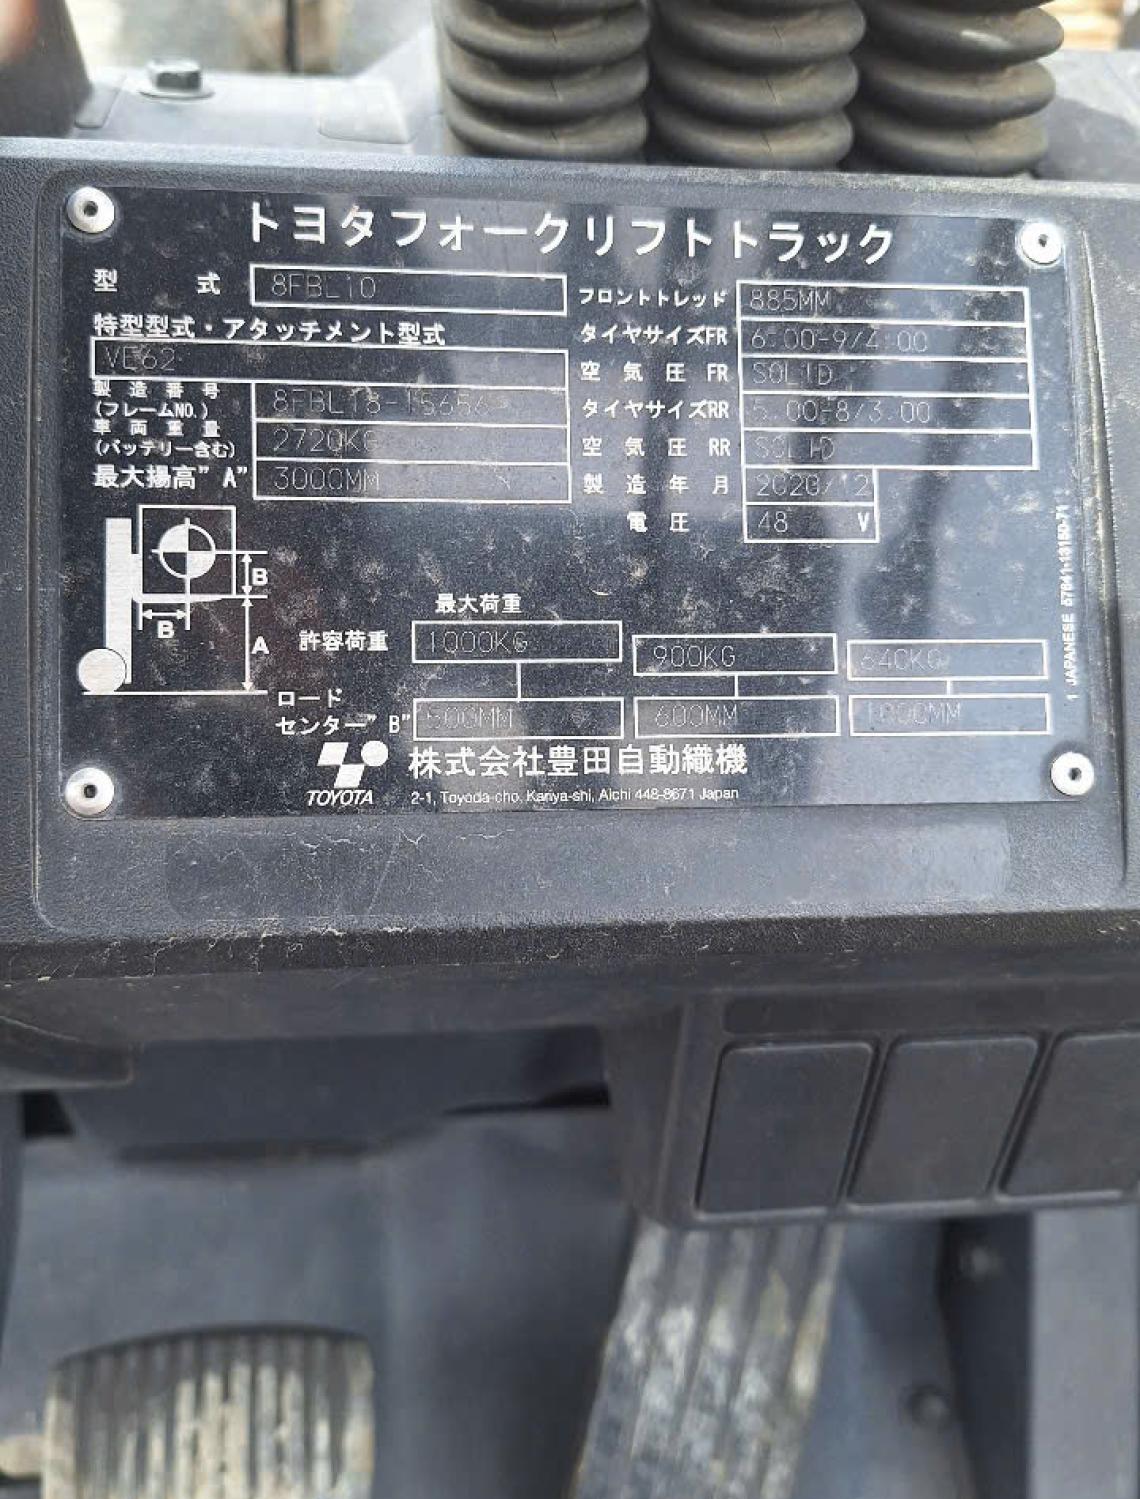 トヨタフォークリフトトラック
型 式 8FBL10
特型型式・アタッチメント型式
VE62
製造番号
(フレームNO.)
車両重量 2720KG
(バッテリー含む)
最大揚高"A" 3000MM
フロントトレッド 885MM
タイヤサイズFR 6.00-9/4.00
空気圧 FR SOLID
タイヤサイズRR 5.00-8/3.00
空気圧 RR SOLID
製造年月 2020/12
電圧 48 V
B
B
A
最大荷重
許容荷重 1000KG 900KG 640KG
ロード
センター"B" 500MM 600MM 1000MM
TOYOTA
株式会社豊田自動織機
2-1, Toyoda-cho, Kariya-shi, Aichi 448-8671 Japan